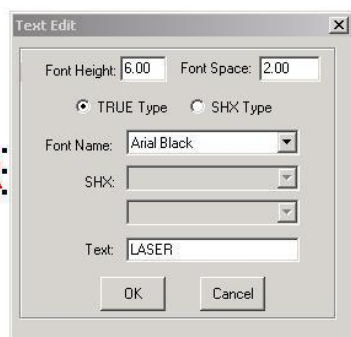 Text Edit
Font Height: 6.00 Font Space: 2.00
TRUE Type SHX Type
Font Name: Arial Black
SHX:
Text: LASER
OK Cancel